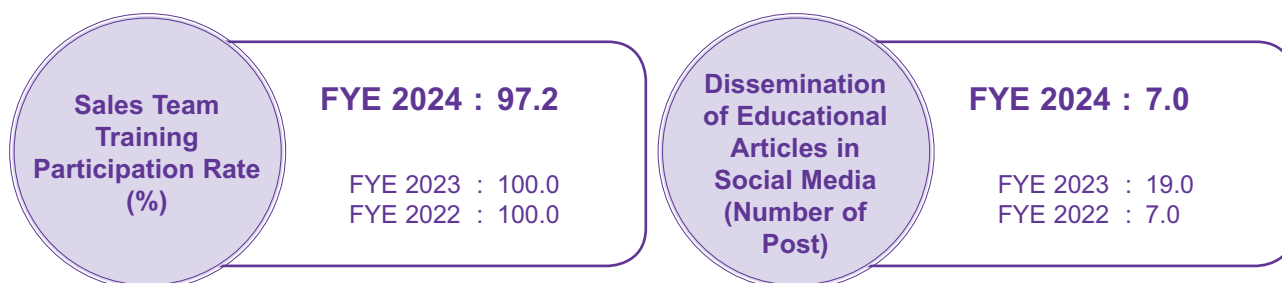 Sales Team
Training
Participation Rate
(%)
FYE 2024 : 97.2
FYE 2023 : 100.0
FYE 2022 : 100.0
Dissemination
of Educational
Articles in
Social Media
(Number of
Post)
FYE 2024 : 7.0
FYE 2023 : 19.0
FYE 2022 : 7.0